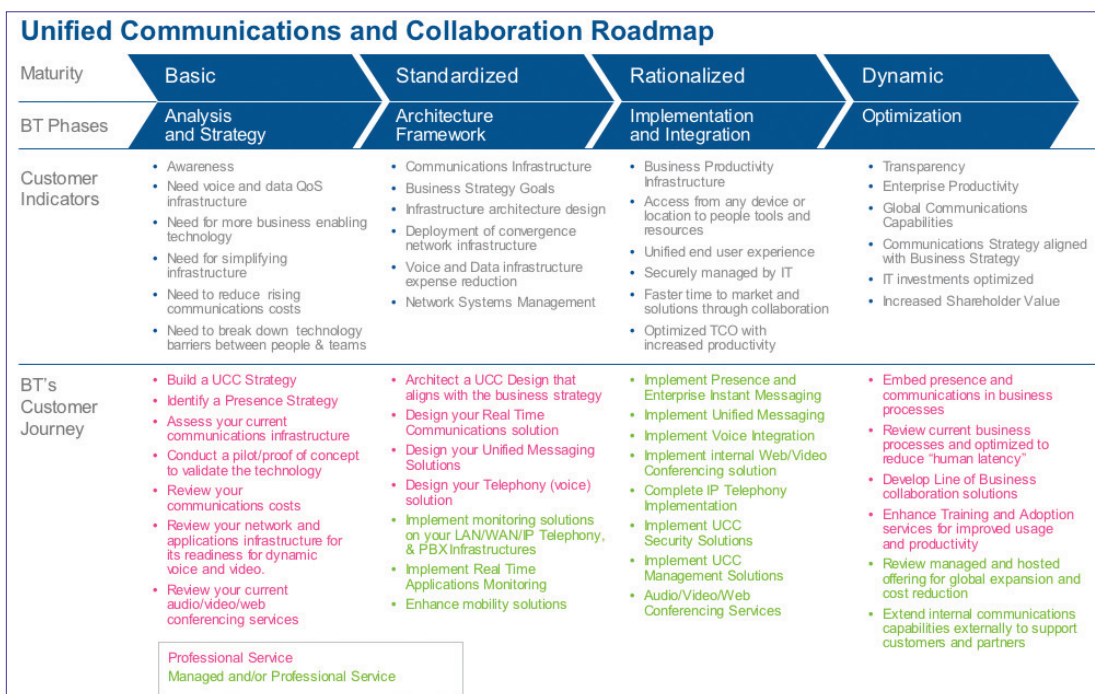 Unified Communications and Collaboration Roadmap
Maturity
Basic
Standardized
Rationalized
Dynamic
BT Phases
Analysis
and Strategy
Architecture
Framework
Implementation
and Integration
Optimization
Customer
Indicators
• Awareness
• Need voice and data QoS
infrastructure
• Need for more business enabling
technology
• Need for simplifying
infrastructure
• Need to reduce rising
communications costs
• Need to break down technology
barriers between people & teams
• Communications Infrastructure
• Business Strategy Goals
• Infrastructure architecture design
• Deployment of convergence
network infrastructure
• Voice and Data infrastructure
expense reduction
• Network Systems Management
• Business Productivity
Infrastructure
• Access from any device or
location to people tools and
resources
• Unified end user experience
• Securely managed by IT
• Faster time to market and
solutions through collaboration
• Optimized TCO with
increased productivity
• Transparency
• Enterprise Productivity
• Global Communications
Capabilities
• Communications Strategy aligned
with Business Strategy
• IT investments optimized
• Increased Shareholder Value
BT's
Customer
Journey
• Build a UCC Strategy
• Identify a Presence Strategy
• Assess your current
communications infrastructure
• Conduct a pilot/proof of concept
to validate the technology
• Review your
communications costs
• Review your network and
applications infrastructure for
its readiness for dynamic
voice and video.
• Review your current
audio/video/web
conferencing services
• Architect a UCC Design that
aligns with the business strategy
• Design your Real Time
Communications solution
• Design your Unified Messaging
Solutions
• Design your Telephony (voice)
solution
• Implement monitoring solutions
on your LAN/WAN/IP Telephony,
& PBX Infrastructures
• Implement Real Time
Applications Monitoring
• Enhance mobility solutions
• Implement Presence and
Enterprise Instant Messaging
• Implement Unified Messaging
• Implement Voice Integration
• Implement internal Web/Video
Conferencing solution
• Complete IP Telephony
Implementation
• Implement UCC
Security Solutions
• Implement UCC
Management Solutions
• Audio/Video/Web
Conferencing Services
• Embed presence and
communications in business
processes
• Review current business
processes and optimized to
reduce “human latency”
• Develop Line of Business
collaboration solutions
• Enhance Training and Adoption
services for improved usage
and productivity
• Review managed and hosted
offering for global expansion and
cost reduction
• Extend internal communications
capabilities externally to support
customers and partners
Professional Service
Managed and/or Professional Service